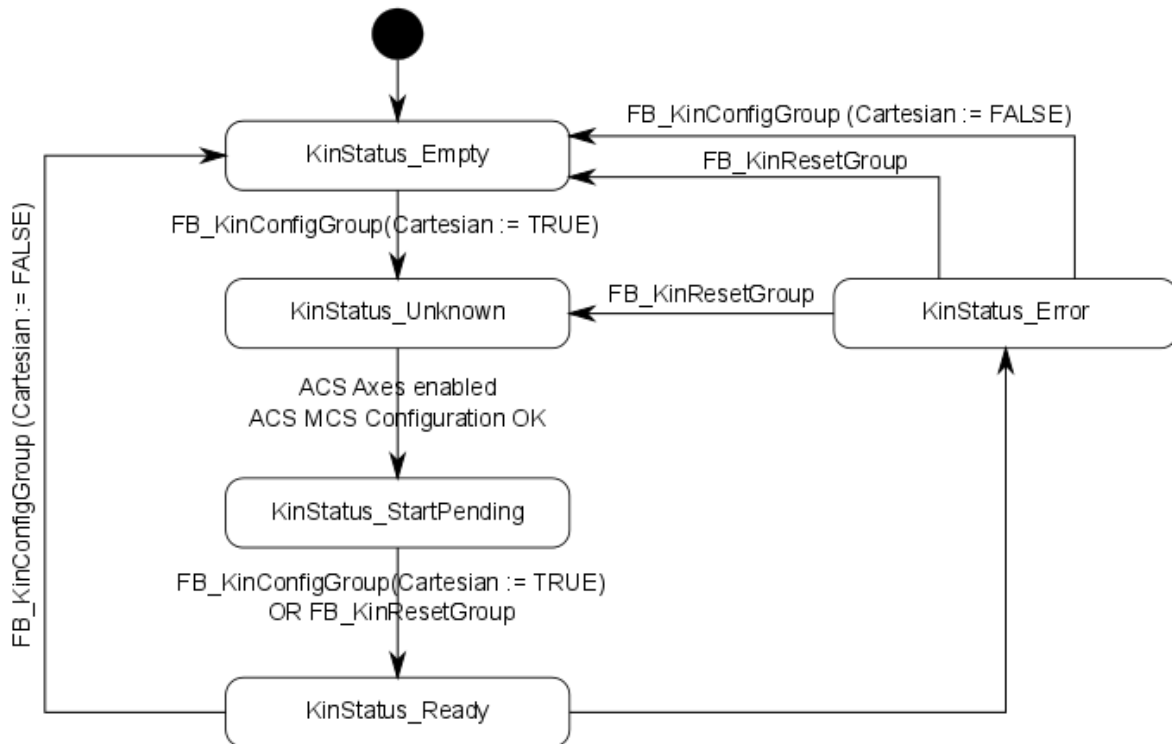 FB_KinConfigGroup (Cartesian := FALSE)
KinStatus_Empty
FB_KinResetGroup
FB_KinConfigGroup(Cartesian := TRUE)
KinStatus_Unknown
FB_KinResetGroup
KinStatus_Error
ACS Axes enabled
ACS MCS Configuration OK
FB_KinConfigGroup (Cartesian := FALSE)
KinStatus_StartPending
FB_KinConfigGroup(Cartesian := TRUE)
OR FB_KinResetGroup
KinStatus_Ready